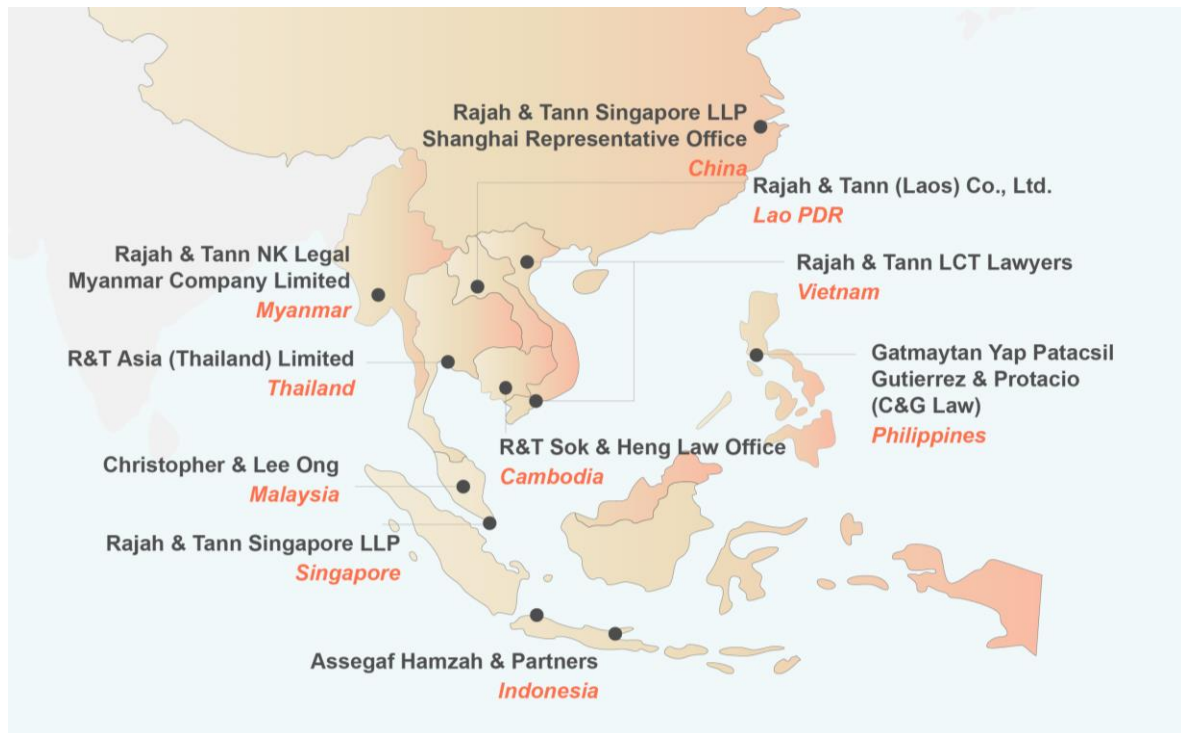 Rajah & Tann Singapore LLP
Shanghai Representative Office
China
Rajah & Tann (Laos) Co., Ltd.
Lao PDR
Rajah & Tann NK Legal
Myanmar Company Limited
Myanmar
Rajah & Tann LCT Lawyers
Vietnam
R&T Asia (Thailand) Limited
Thailand
Gatmaytan Yap Patacsil
Gutierrez & Protacio
(C&G Law)
Philippines
R&T Sok & Heng Law Office
Cambodia
Christopher & Lee Ong
Malaysia
Rajah & Tann Singapore LLP
Singapore
Assegaf Hamzah & Partners
Indonesia